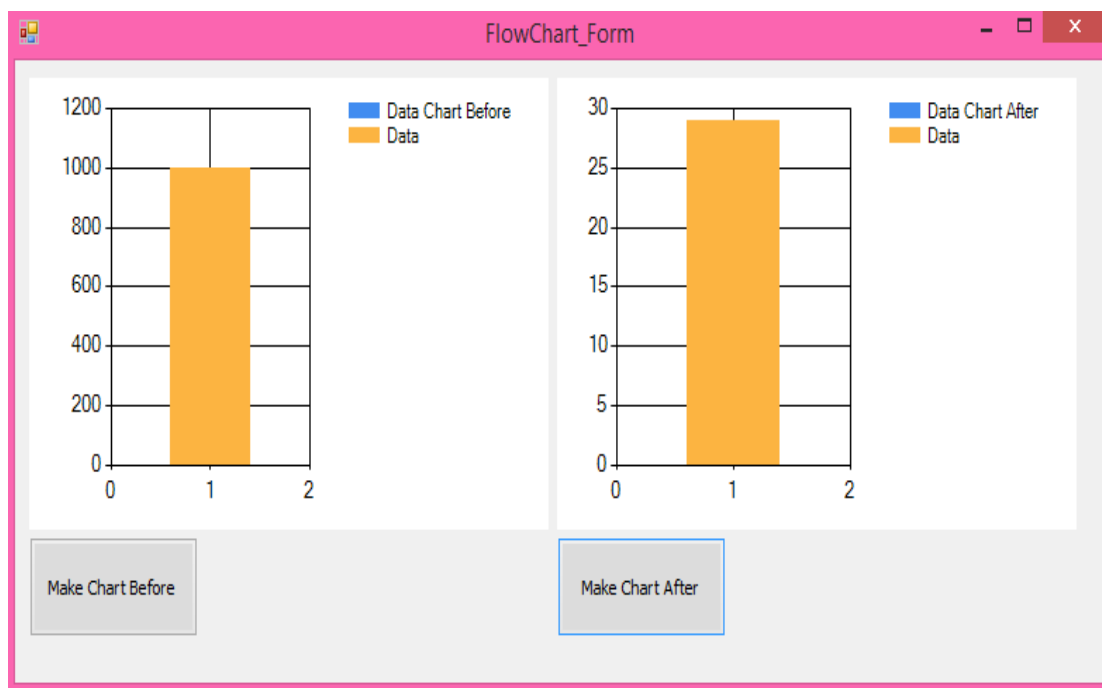 FlowChart_Form
1200
1000
800
600
400
200
0
0 1 2
Data Chart Before
Data
30
25
20
15
10
5
0
0 1 2
Data Chart After
Data
Make Chart Before
Make Chart After